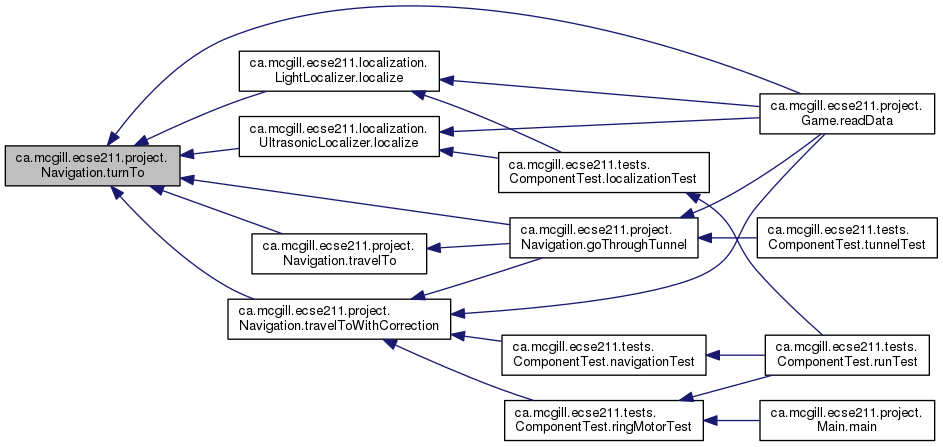 ca.mcgill.ecse211.project.
Navigation.turnTo
ca.mcgill.ecse211.localization.
LightLocalizer.localize
ca.mcgill.ecse211.localization.
UltrasonicLocalizer.localize
ca.mcgill.ecse211.project.
Navigation.travelTo
ca.mcgill.ecse211.project.
Navigation.travelToWithCorrection
ca.mcgill.ecse211.tests.
ComponentTest.localizationTest
ca.mcgill.ecse211.project.
Navigation.goThroughTunnel
ca.mcgill.ecse211.tests.
ComponentTest.navigationTest
ca.mcgill.ecse211.tests.
ComponentTest.ringMotorTest
ca.mcgill.ecse211.project.
Game.readData
ca.mcgill.ecse211.tests.
ComponentTest.tunnelTest
ca.mcgill.ecse211.tests.
ComponentTest.runTest
ca.mcgill.ecse211.project.
Main.main